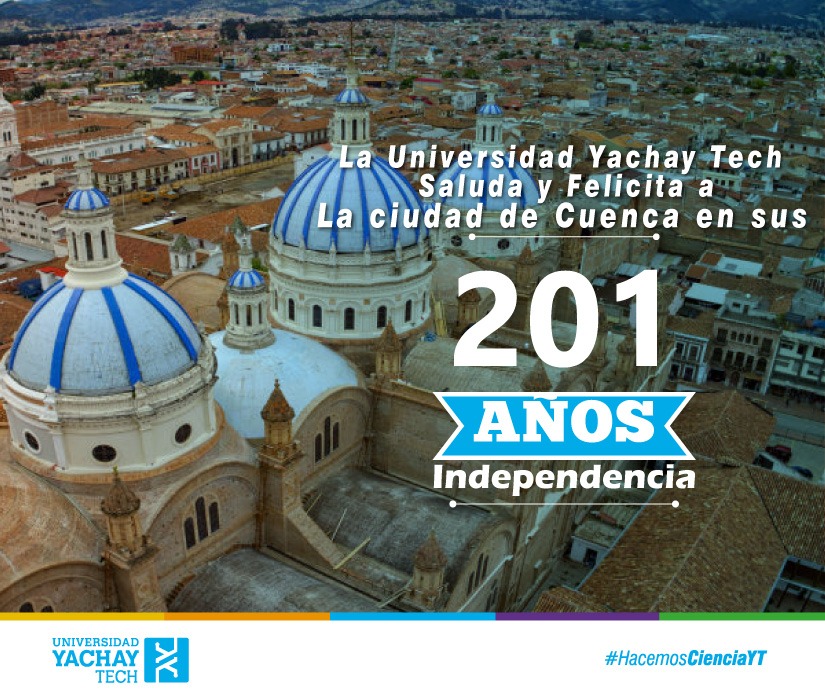 La Universidad Yachay Tech
Saluda y Felicita a
La ciudad de Cuenca en sus
201
AÑOS
Independencia
UNIVERSIDAD
YACHAY
TECH
#HacemosCienciaYT